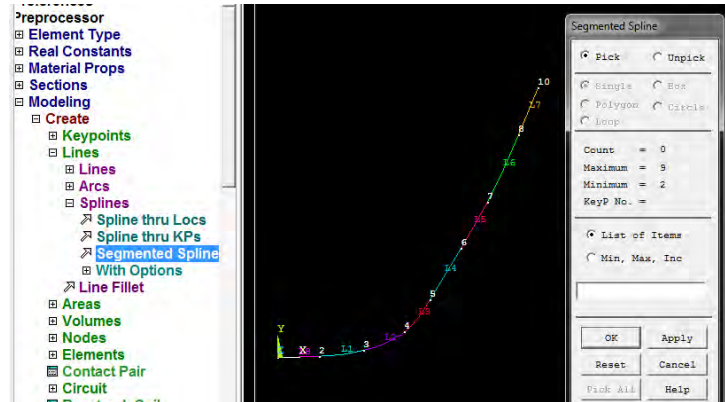 Preprocessor
Element Type
Real Constants
Material Props
Sections
Modeling
Create
Keypoints
Lines
Lines
Arcs
Splines
Spline thru Locs
Spline thru KPs
Segmented Spline
With Options
Line Fillet
Areas
Volumes
Nodes
Elements
Contact Pair
Circuit
10
L7
8
L6
7
L5
6
L4
5
L3
4
L2
3
L1
2
X
Y
Segmented Spline
Pick Unpick
Single Box
Polygon Circle
Loop
Count = 0
Maximum = 9
Minimum = 2
KeyP No. =
List of Items
Min, Max, Inc
OK Apply
Reset Cancel
Pick All Help